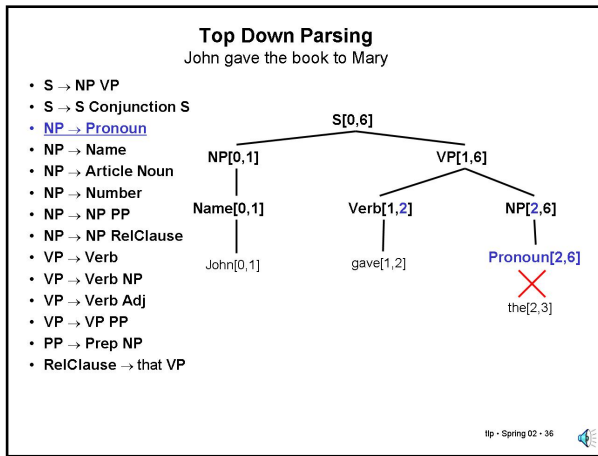 Top Down Parsing
John gave the book to Mary
• S → NP VP
• S → S Conjunction S
• NP → Pronoun
• NP → Name
• NP → Article Noun
• NP → Number
• NP → NP PP
• NP → NP RelClause
• VP → Verb
• VP → Verb NP
• VP → Verb Adj
• VP → VP PP
• PP → Prep NP
• RelClause → that VP
S[0,6]
NP[0,1] VP[1,6]
Name[0,1] Verb[1,2] NP[2,6]
John[0,1] gave[1,2] Pronoun[2,6]
the[2,3]
tlp • Spring 02 • 36